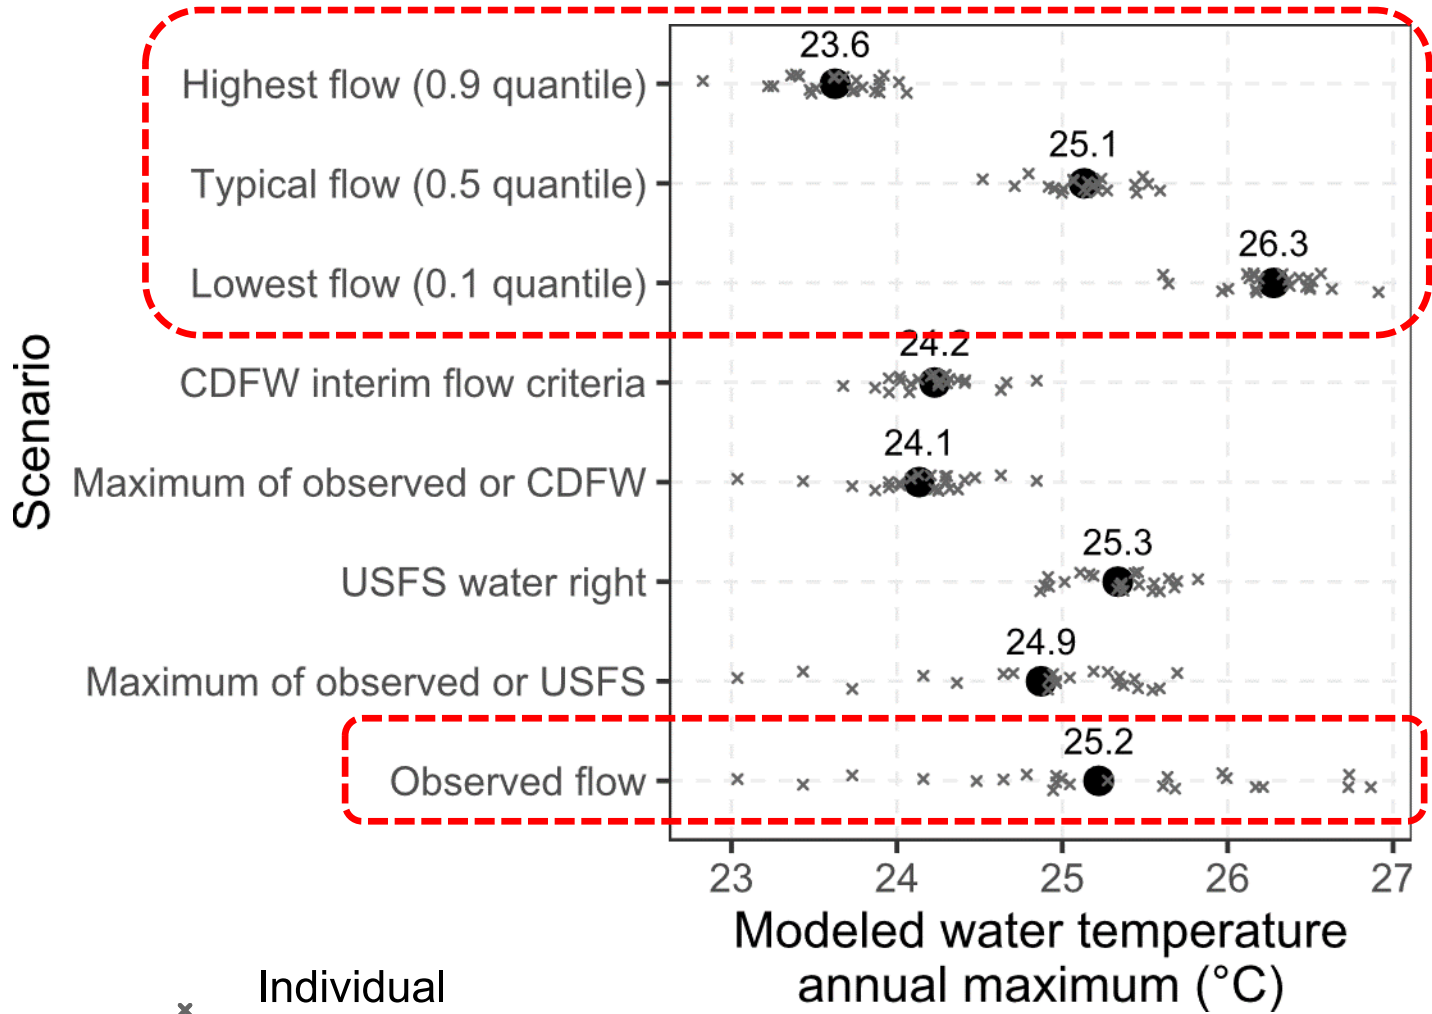 23.6
Highest flow (0.9 quantile)
25.1
Typical flow (0.5 quantile)
26.3
Lowest flow (0.1 quantile)
24.2
CDFW interim flow criteria
24.1
Maximum of observed or CDFW
25.3
USFS water right
24.9
Maximum of observed or USFS
25.2
Observed flow
Scenario
23 24 25 26 27
Modeled water temperature
annual maximum (°C)
Individual